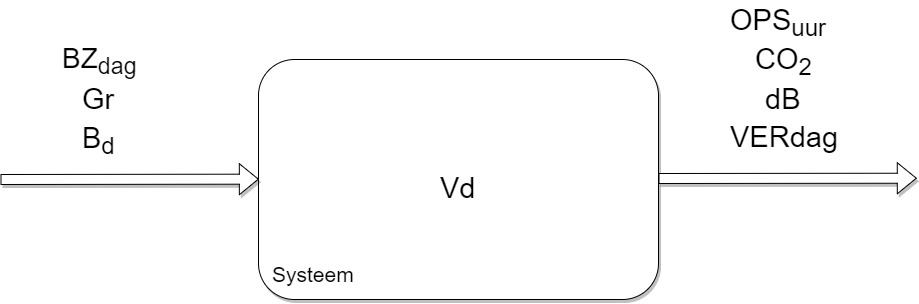 BZdag
Gr
Bd
Vd
Systeem
OPSuur
CO2
dB
VERdag